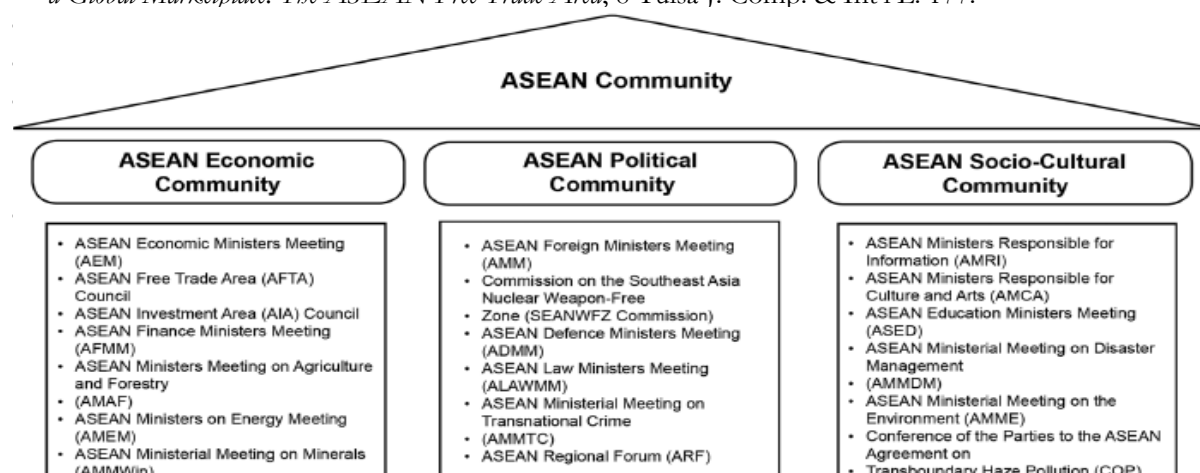 a Global Marketplace: The ASEAN Free Trade Area, 8 Tulsa J. Comp. & Int'l L. 177.
ASEAN Community
ASEAN Economic
Community
• ASEAN Economic Ministers Meeting
(AEM)
• ASEAN Free Trade Area (AFTA)
Council
• ASEAN Investment Area (AIA) Council
• ASEAN Finance Ministers Meeting
(AFMM)
• ASEAN Ministers Meeting on Agriculture
and Forestry
• (AMAF)
• ASEAN Ministers on Energy Meeting
(AMEM)
• ASEAN Ministerial Meeting on Minerals
(AMMWin)
ASEAN Political
Community
• ASEAN Foreign Ministers Meeting
(AMM)
• Commission on the Southeast Asia
Nuclear Weapon-Free
• Zone (SEANWFZ Commission)
• ASEAN Defence Ministers Meeting
(ADMM)
• ASEAN Law Ministers Meeting
(ALAWMM)
• ASEAN Ministerial Meeting on
Transnational Crime
• (AMMTC)
• ASEAN Regional Forum (ARF)
ASEAN Socio-Cultural
Community
• ASEAN Ministers Responsible for
Information (AMRI)
• ASEAN Ministers Responsible for
Culture and Arts (AMCA)
• ASEAN Education Ministers Meeting
(ASED)
• ASEAN Ministerial Meeting on Disaster
Management
• (AMMDM)
• ASEAN Ministerial Meeting on the
Environment (AMME)
• Conference of the Parties to the ASEAN
Agreement on
• Transboundary Haze Pollution (COP)